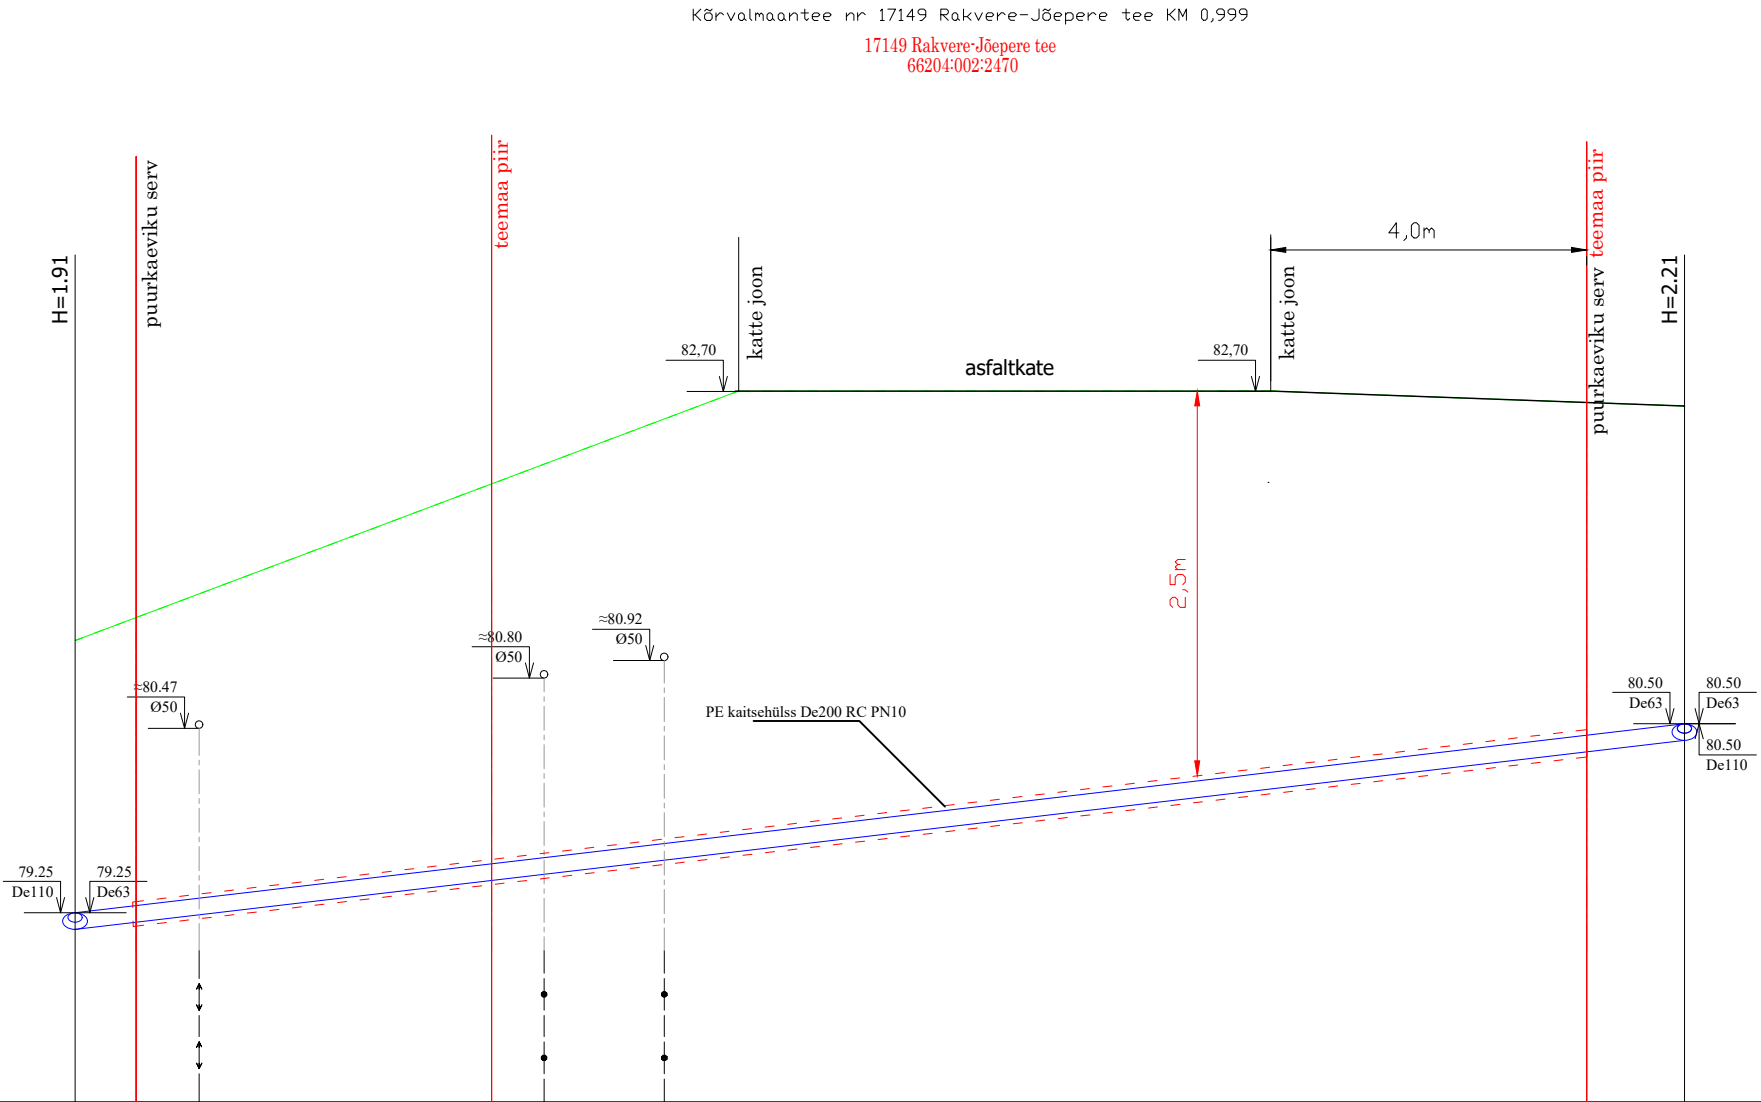 Kõrvalmaantee nr 17149 Rakvere-Jõepere tee KM 0,999
17149 Rakvere-Jõepere tee
66204:002:2470
H=1.91
puurkaeviku serv
teemaa piir
katte joon
katte joon
4,0m
teemaa piir
puurkaeviku serv
H=2.21
82,70
asfaltkate
82,70
2,5m
≈80.47
Ø50
≈80.80
Ø50
≈80.92
Ø50
PE kaitsehülss De200 RC PN10
80.50
De63
80.50
De63
80.50
De110
79.25
De110
79.25
De63